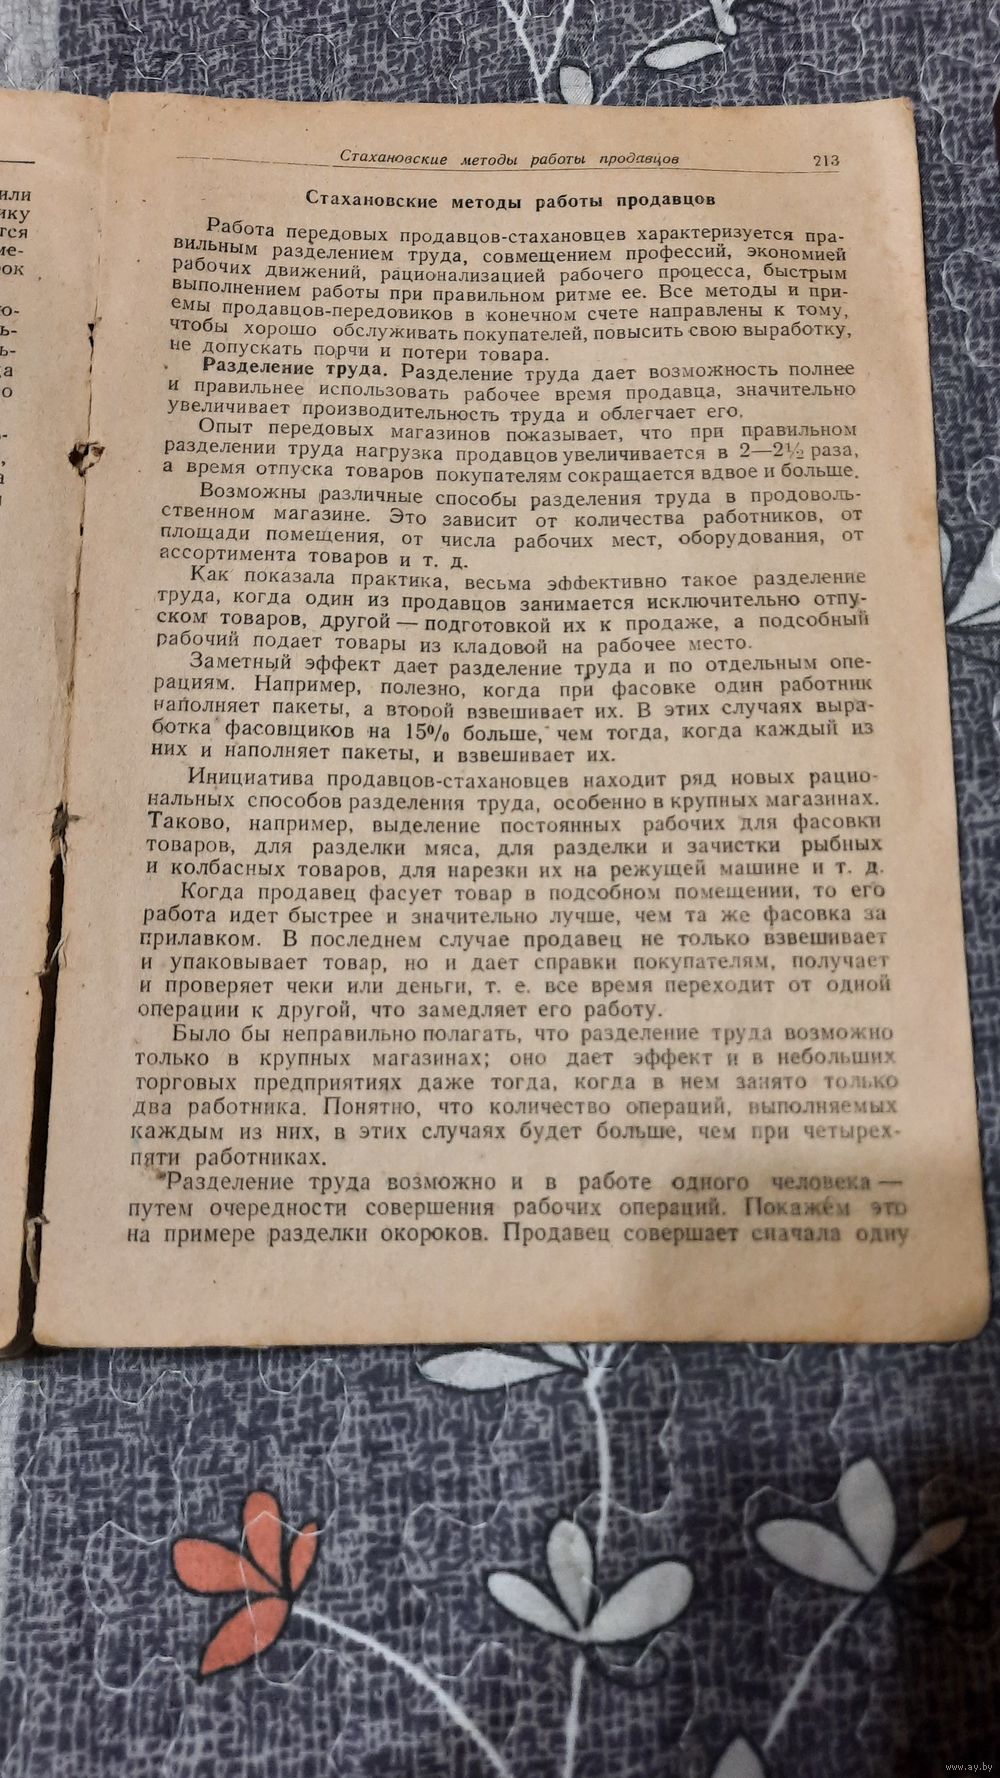 или
ику
тся
ме-
рок
ю-
ь-
ь-
да
о
Стахановские методы работы продавцов 213
Стахановские методы работы продавцов
Работа передовых продавцов-стахановцев характеризуется пра-
вильным разделением труда, совмещением профессий, экономией
рабочих движений, рационализацией рабочего процесса, быстрым
выполнением работы при правильном ритме ее. Все методы и при-
емы продавцов-передовиков в конечном счете направлены к тому,
чтобы хорошо обслуживать покупателей, повысить свою выработку,
не допускать порчи и потери товара.
Разделение труда. Разделение труда дает возможность полнее
и правильнее использовать рабочее время продавца, значительно
увеличивает производительность труда и облегчает его.
Опыт передовых магазинов показывает, что при правильном
разделении труда нагрузка продавцов увеличивается в 2—2½ раза,
а время отпуска товаров покупателям сокращается вдвое и больше.
Возможны различные способы разделения труда в продоволь-
ственном магазине. Это зависит от количества работников, от
площади помещения, от числа рабочих мест, оборудования, от
ассортимента товаров и т. д.
Как показала практика, весьма эффективно такое разделение
труда, когда один из продавцов занимается исключительно отпу-
ском товаров, другой — подготовкой их к продаже, а подсобный
рабочий подает товары из кладовой на рабочее место.
Заметный эффект дает разделение труда и по отдельным опе-
рациям. Например, полезно, когда при фасовке один работник
наполняет пакеты, а второй взвешивает их. В этих случаях выра-
ботка фасовщиков на 15% больше, чем тогда, когда каждый из
них и наполняет пакеты, и взвешивает их.
Инициатива продавцов-стахановцев находит ряд новых рацио-
нальных способов разделения труда, особенно в крупных магазинах.
Таково, например, выделение постоянных рабочих для фасовки
товаров, для разделки мяса, для разделки и зачистки рыбных
и колбасных товаров, для нарезки их на режущей машине и т. д.
Когда продавец фасует товар в подсобном помещении, то его
работа идет быстрее и значительно лучше, чем та же фасовка за
прилавком. В последнем случае продавец не только взвешивает
и упаковывает товар, но и дает справки покупателям, получает
и проверяет чеки или деньги, т. е. все время переходит от одной
операции к другой, что замедляет его работу.
Было бы неправильно полагать, что разделение труда возможно
только в крупных магазинах; оно дает эффект и в небольших
торговых предприятиях даже тогда, когда в нем занято только
два работника. Понятно, что количество операций, выполняемых
каждым из них, в этих случаях будет больше, чем при четырех-
пяти работниках.
Разделение труда возможно и в работе одного человека —
путем очередности совершения рабочих операций. Покажем это
на примере разделки окороков. Продавец совершает сначала одну
www.ay.by